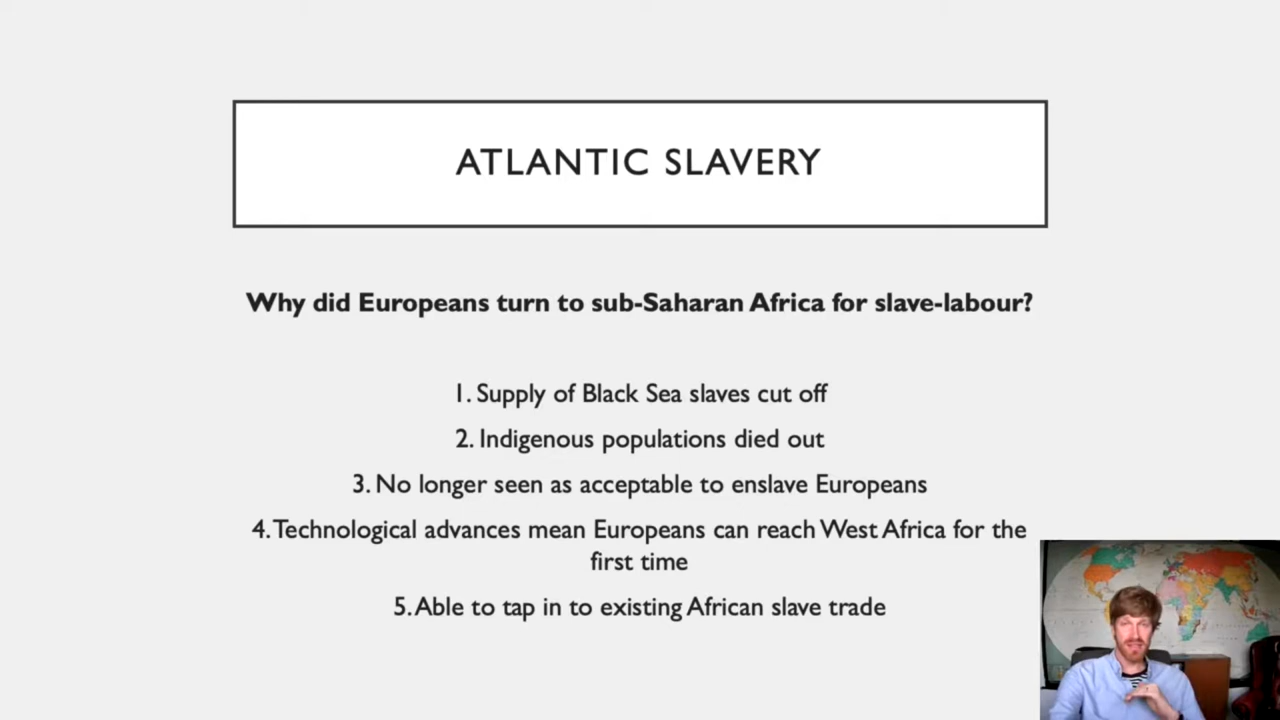 ATLANTIC SLAVERY
Why did Europeans turn to sub-Saharan Africa for slave-labour?
1. Supply of Black Sea slaves cut off
2. Indigenous populations died out
3. No longer seen as acceptable to enslave Europeans
4. Technological advances mean Europeans can reach West Africa for the
first time
5. Able to tap in to existing African slave trade